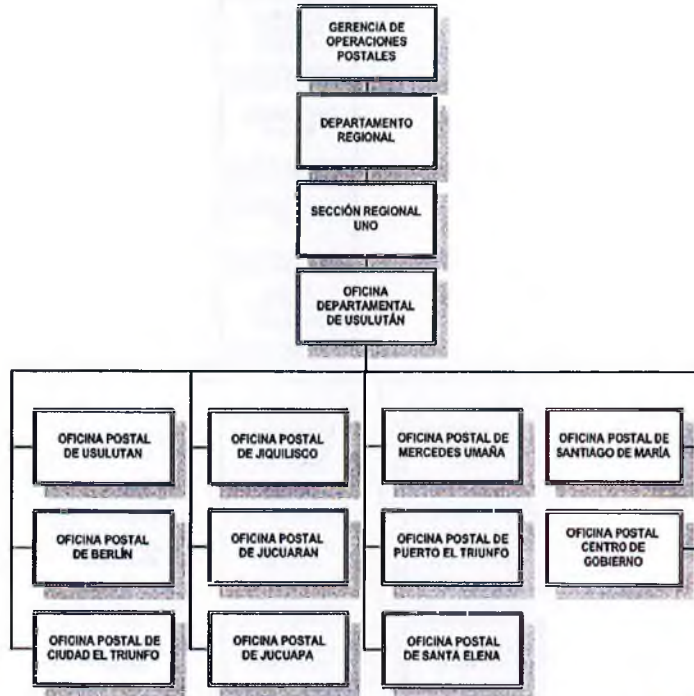 GERENCIA DE
OPERACIONES
POSTALES
DEPARTAMENTO
REGIONAL
SECCIÓN REGIONAL
UNO
OFICINA
DEPARTAMENTAL
DE USULUTÁN
OFICINA POSTAL
DE USULUTAN
OFICINA POSTAL
DE JIQUILISCO
OFICINA POSTAL DE
MERCEDES UMAÑA
OFICINA POSTAL DE
SANTIAGO DE MARÍA
OFICINA POSTAL
DE BERLÍN
OFICINA POSTAL
DE JUCUARAN
OFICINA POSTAL DE
PUERTO EL TRIUNFO
OFICINA POSTAL
CENTRO DE
GOBIERNO
OFICINA POSTAL DE
CIUDAD EL TRIUNFO
OFICINA POSTAL
DE JUCUAPA
OFICINA POSTAL
DE SANTA ELENA